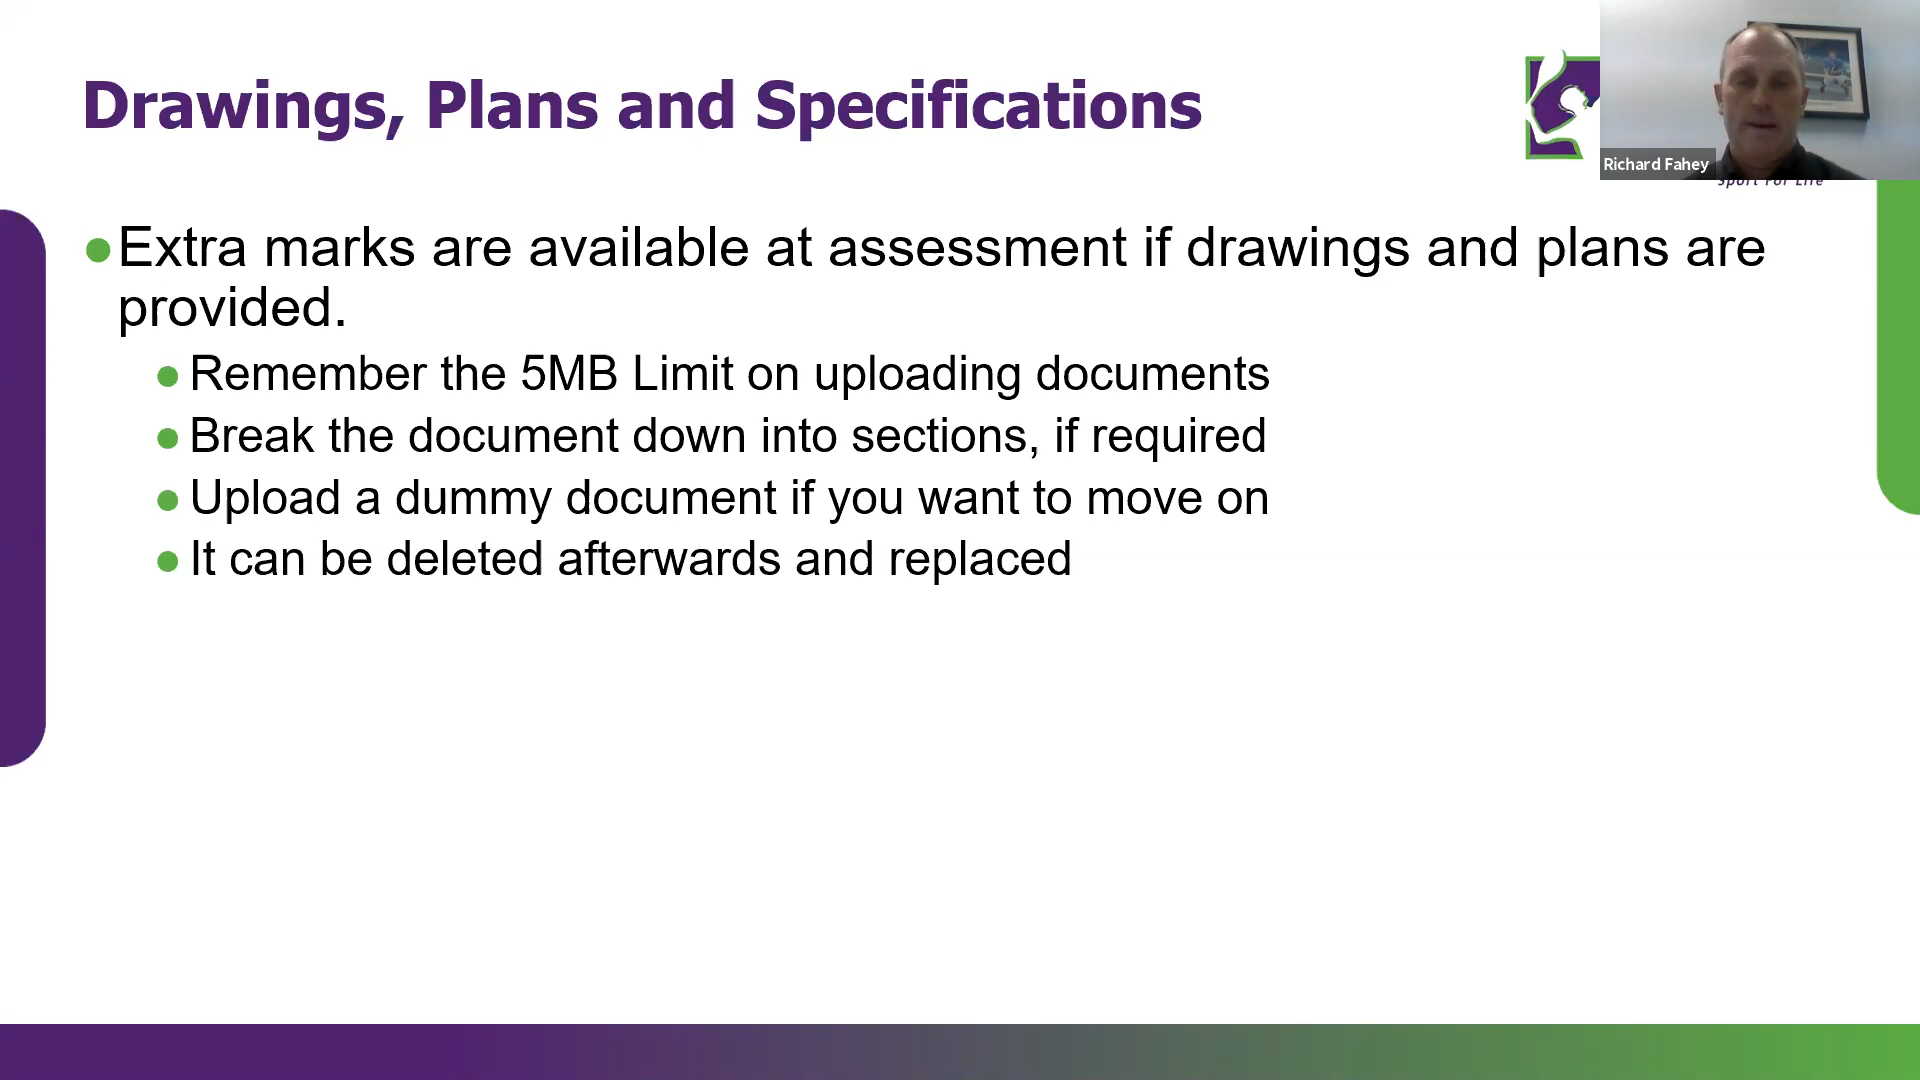 Drawings, Plans and Specifications
Richard Fahey
Sport For Life
Extra marks are available at assessment if drawings and plans are
provided.
Remember the 5MB Limit on uploading documents
Break the document down into sections, if required
Upload a dummy document if you want to move on
It can be deleted afterwards and replaced